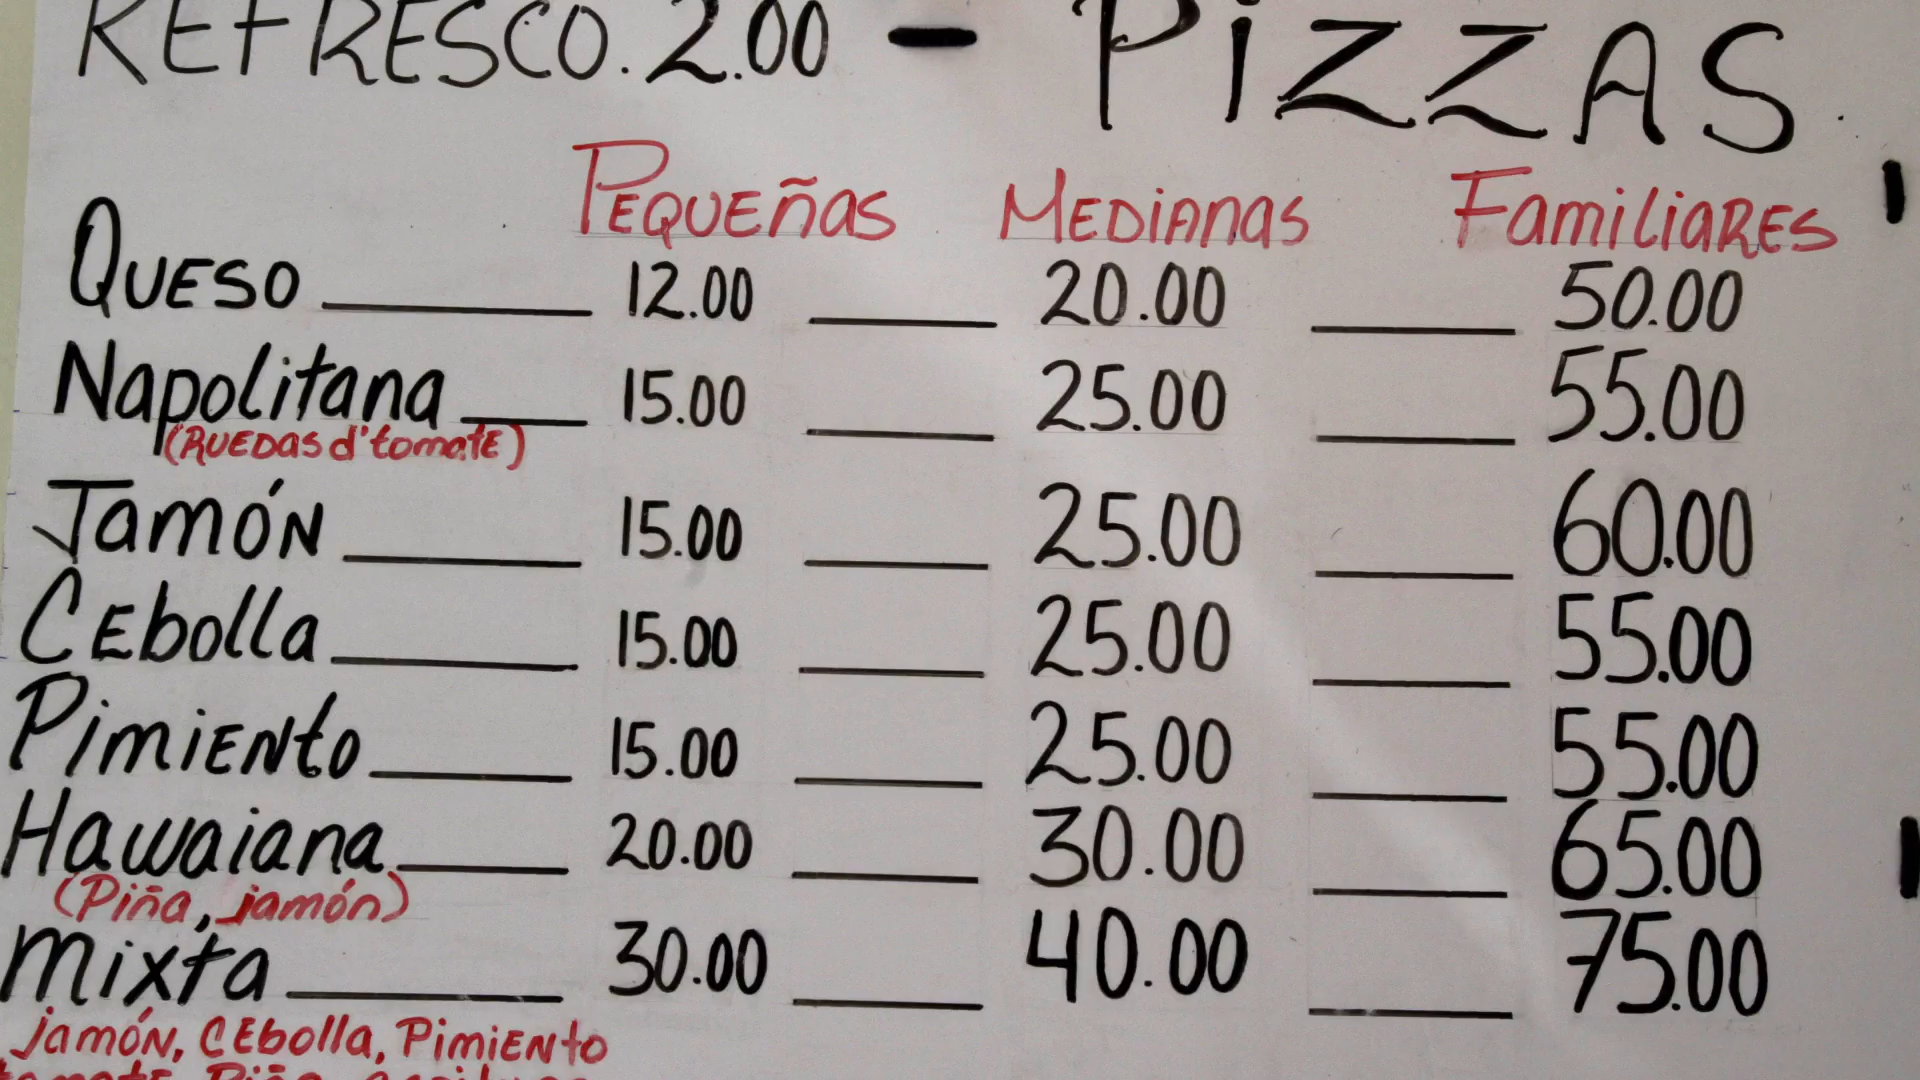 REFRESCO. 2.00 - PIZZAS
PEQUEÑAS MEDIANAS FAMILIARES
QUESO 12.00 20.00 50.00
Napolitana 15.00 25.00 55.00
(RUEDAS d'tomatE)
Jamón 15.00 25.00 60.00
CEbolla 15.00 25.00 55.00
PimiENto 15.00 25.00 55.00
Hawaiana 20.00 30.00 65.00
(Piña, jamón)
Mixta 30.00 40.00 75.00
jamóN, CEbolla, PimiENto
tomatE, Piña,